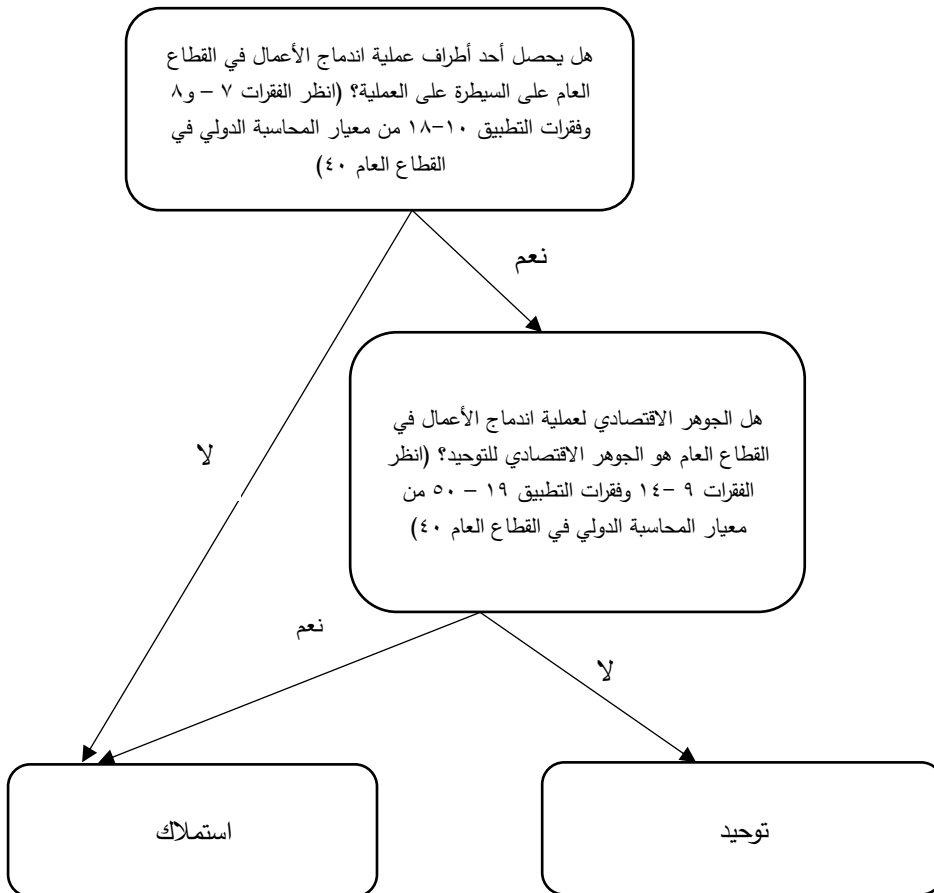 هل يحصل أحد أطراف عملية اندماج الأعمال في القطاع
العام على السيطرة على العملية؟ (انظر الفقرات ٧ – و٨
وفقرات التطبيق ١٠–١٨ من معيار المحاسبة الدولي في
القطاع العام ٤٠)
نعم
لا
هل الجوهر الاقتصادي لعملية اندماج الأعمال في
القطاع العام هو الجوهر الاقتصادي للتوحيد؟ (انظر
الفقرات ٩ –١٤ وفقرات التطبيق ١٩ – ٥٠ من
معيار المحاسبة الدولي في القطاع العام ٤٠)
نعم
لا
استملاك
توحيد